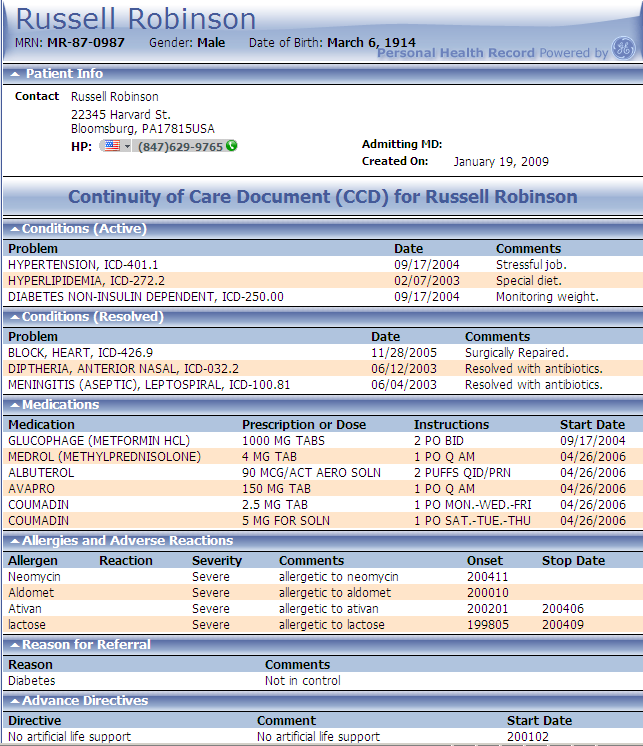 Russell Robinson
MRN: MR-87-0987 Gender: Male Date of Birth: March 6, 1914
Personal Health Record Powered by
Patient Info
Contact Russell Robinson
22345 Harvard St.
Bloomsburg, PA17815USA
HP: (847)629-9765
Admitting MD:
Created On: January 19, 2009
Continuity of Care Document (CCD) for Russell Robinson
Conditions (Active)
Problem Date Comments
HYPERTENSION, ICD-401.1 09/17/2004 Stressful job.
HYPERLIPIDEMIA, ICD-272.2 02/07/2003 Special diet.
DIABETES NON-INSULIN DEPENDENT, ICD-250.00 09/17/2004 Monitoring weight.
Conditions (Resolved)
Problem Date Comments
BLOCK, HEART, ICD-426.9 11/28/2005 Surgically Repaired.
DIPTHERIA, ANTERIOR NASAL, ICD-032.2 06/12/2003 Resolved with antibiotics.
MENINGITIS (ASEPTIC), LEPTOSPIRAL, ICD-100.81 06/04/2003 Resolved with antibiotics.
Medications
Medication Prescription or Dose Instructions Start Date
GLUCOPHAGE (METFORMIN HCL) 1000 MG TABS 2 PO BID 09/17/2004
MEDROL (METHYLPREDNISOLONE) 4 MG TAB 1 PO Q AM 04/26/2006
ALBUTEROL 90 MCG/ACT AERO SOLN 2 PUFFS QID/PRN 04/26/2006
AVAPRO 150 MG TAB 1 PO Q AM 04/26/2006
COUMADIN 2.5 MG TAB 1 PO MON.-WED.-FRI 04/26/2006
COUMADIN 5 MG FOR SOLN 1 PO SAT.-TUE.-THU 04/26/2006
Allergies and Adverse Reactions
Allergen Reaction Severity Comments Onset Stop Date
Neomycin Severe allergetic to neomycin 200411
Aldomet Severe allergetic to aldomet 200010
Ativan Severe allergetic to ativan 200201 200406
lactose Severe allergetic to lactose 199805 200409
Reason for Referral
Reason Comments
Diabetes Not in control
Advance Directives
Directive Comment Start Date
No artificial life support No artificial life support 200102